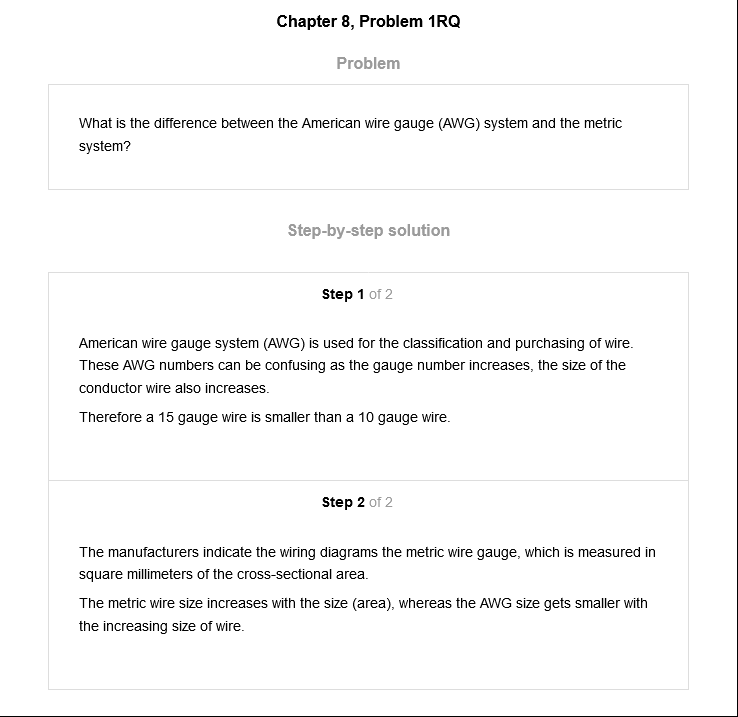 Chapter 8, Problem 1RQ
Problem
What is the difference between the American wire gauge (AWG) system and the metric
system?
Step-by-step solution
Step 1 of 2
American wire gauge system (AWG) is used for the classification and purchasing of wire.
These AWG numbers can be confusing as the gauge number increases, the size of the
conductor wire also increases.
Therefore a 15 gauge wire is smaller than a 10 gauge wire.
Step 2 of 2
The manufacturers indicate the wiring diagrams the metric wire gauge, which is measured in
square millimeters of the cross-sectional area.
The metric wire size increases with the size (area), whereas the AWG size gets smaller with
the increasing size of wire.